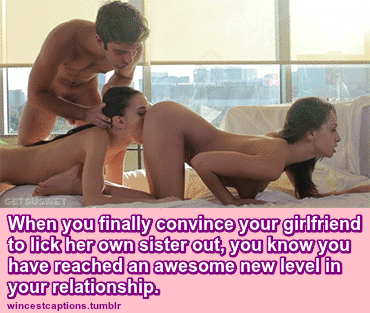 GETSUSWET
When you finally convince your girlfriend
to lick her own sister out, you know you
have reached an awesome new level in
your relationship.
wincestcaptions.tumblr